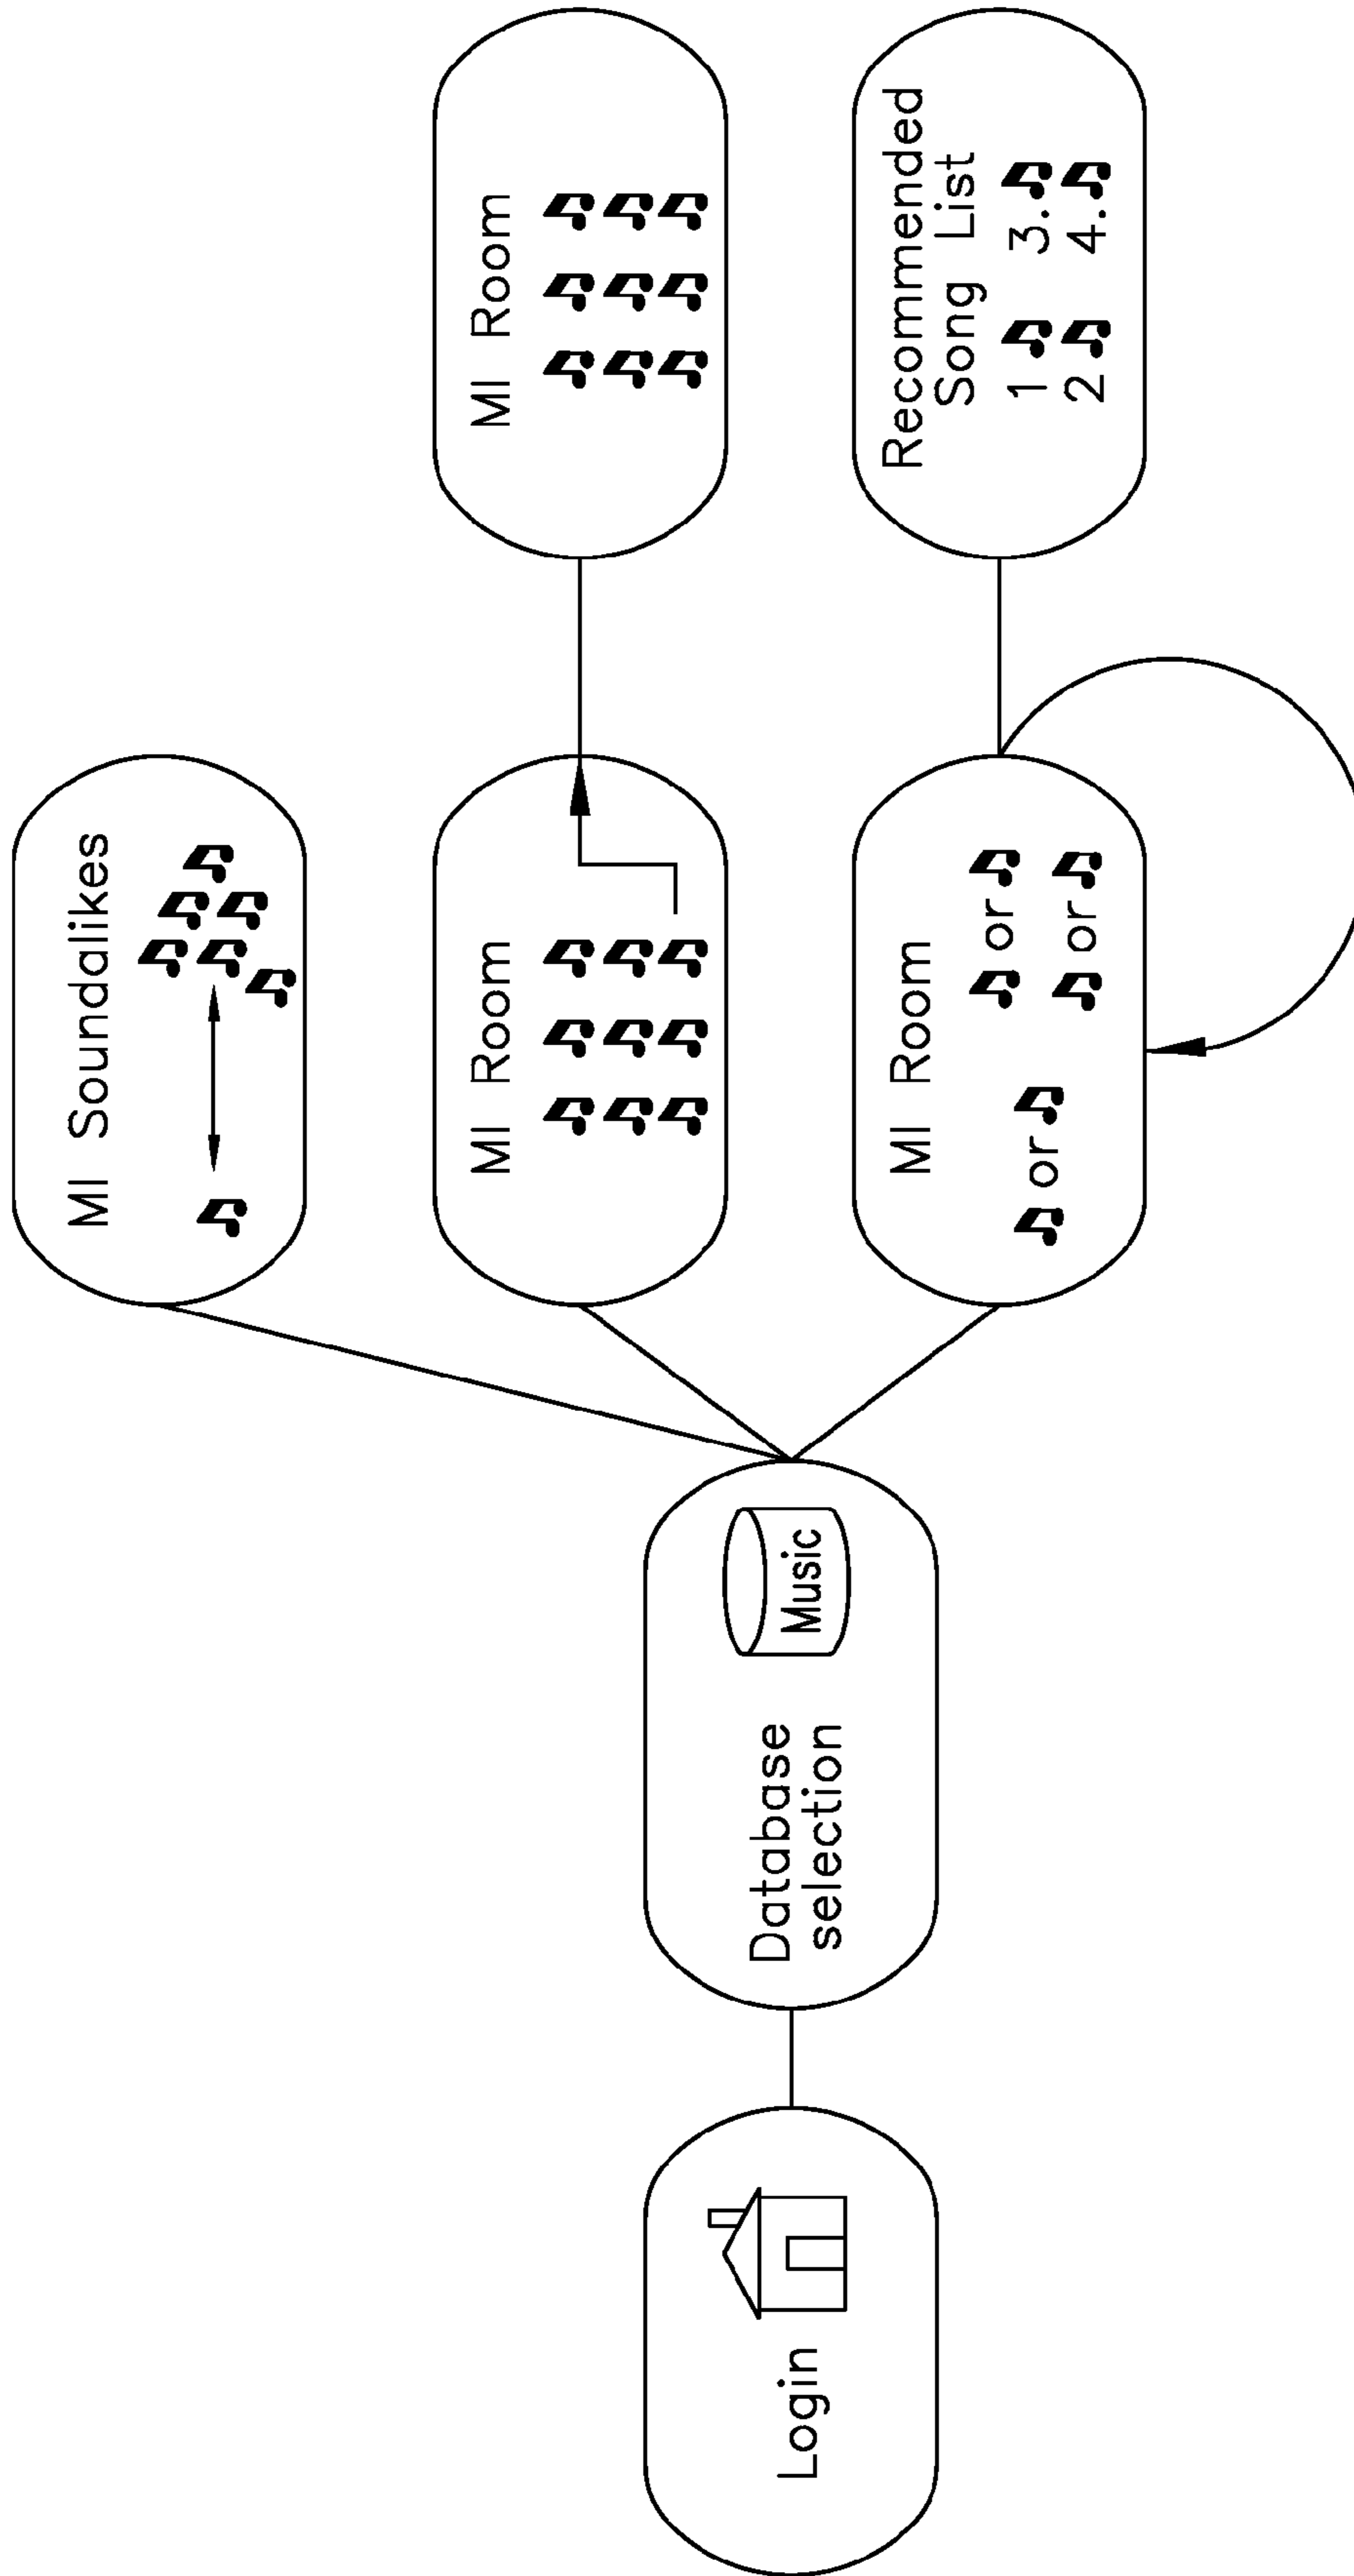 Login
Database
selection
Music
MI Soundalikes
MI Room
MI Room
MI Room
or
or
or
Recommended
Song List
1 3.
2 4.